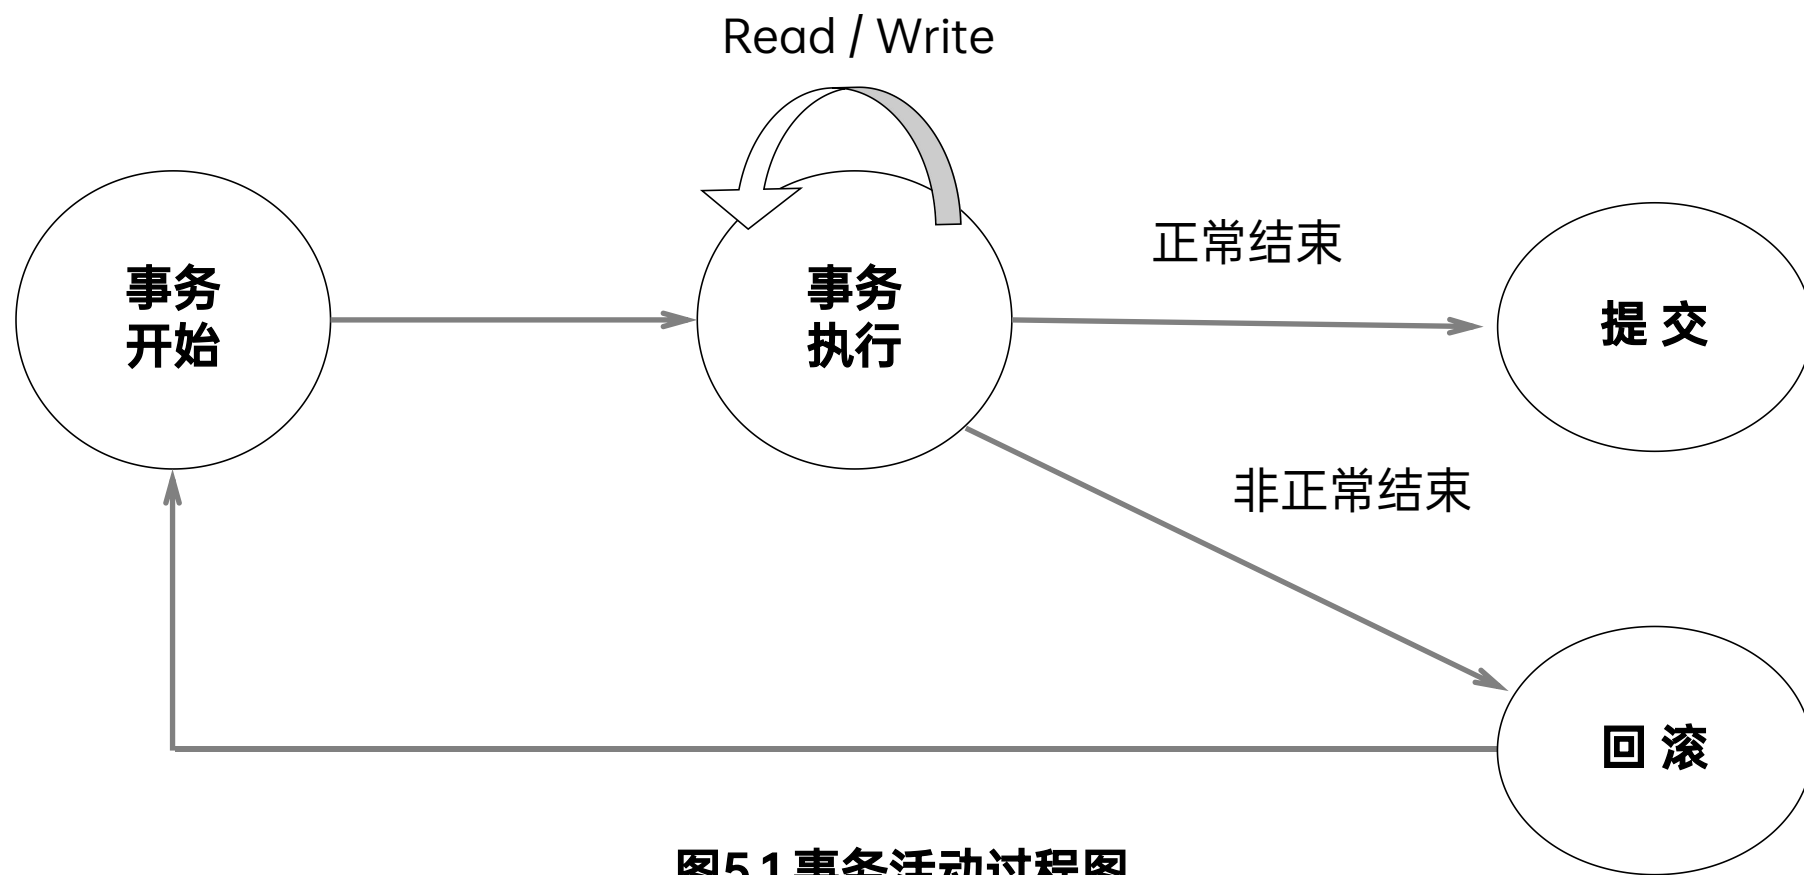 Read / Write
正常结束
事务
开始
事务
执行
提 交
非正常结束
回 滚
图5.1事务活动过程图